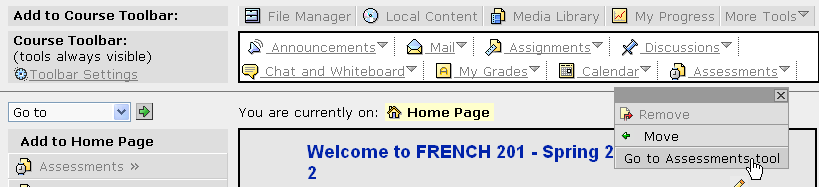 Add to Course Toolbar:
File Manager Local Content Media Library My Progress More Tools
Course Toolbar:
(tools always visible)
Toolbar Settings
Announcements Mail Assignments Discussions
Chat and Whiteboard My Grades Calendar Assessments
Go to
You are currently on: Home Page
Remove
Move
Go to Assessments tool
Add to Home Page
Assessments »
Welcome to FRENCH 201 - Spring 2
2